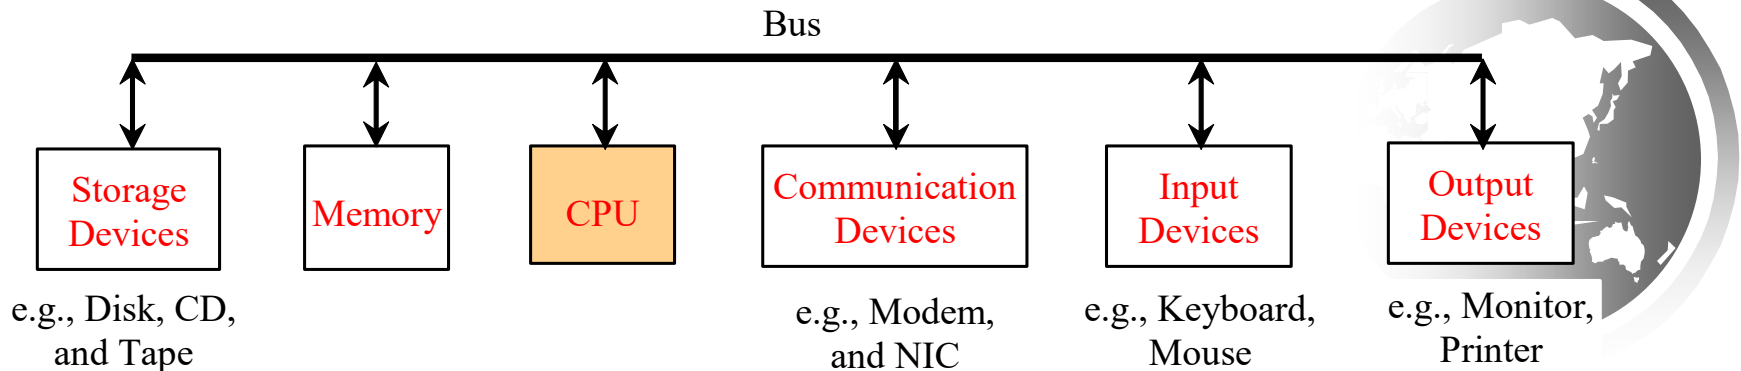 Bus
Storage
Devices
Memory
CPU
Communication
Devices
Input
Devices
Output
Devices
e.g., Disk, CD,
and Tape
e.g., Modem,
and NIC
e.g., Keyboard,
Mouse
e.g., Monitor,
Printer